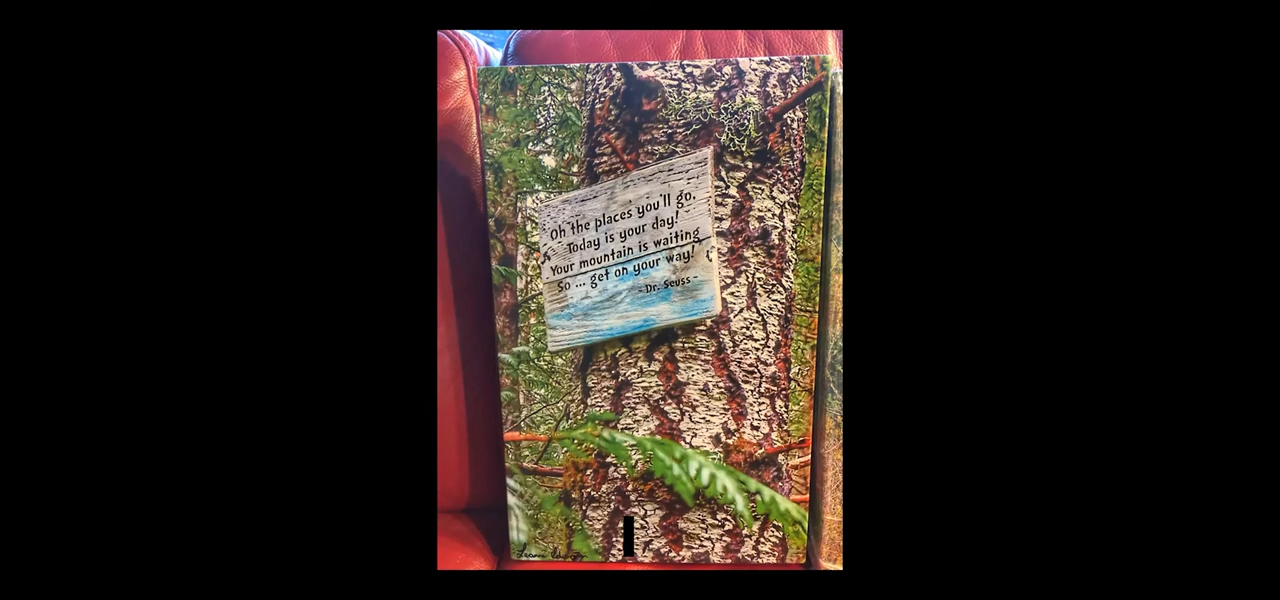 Oh the places you'll go.
Today is your day!
Your mountain is waiting
So ... get on your way!
- Dr. Seuss -